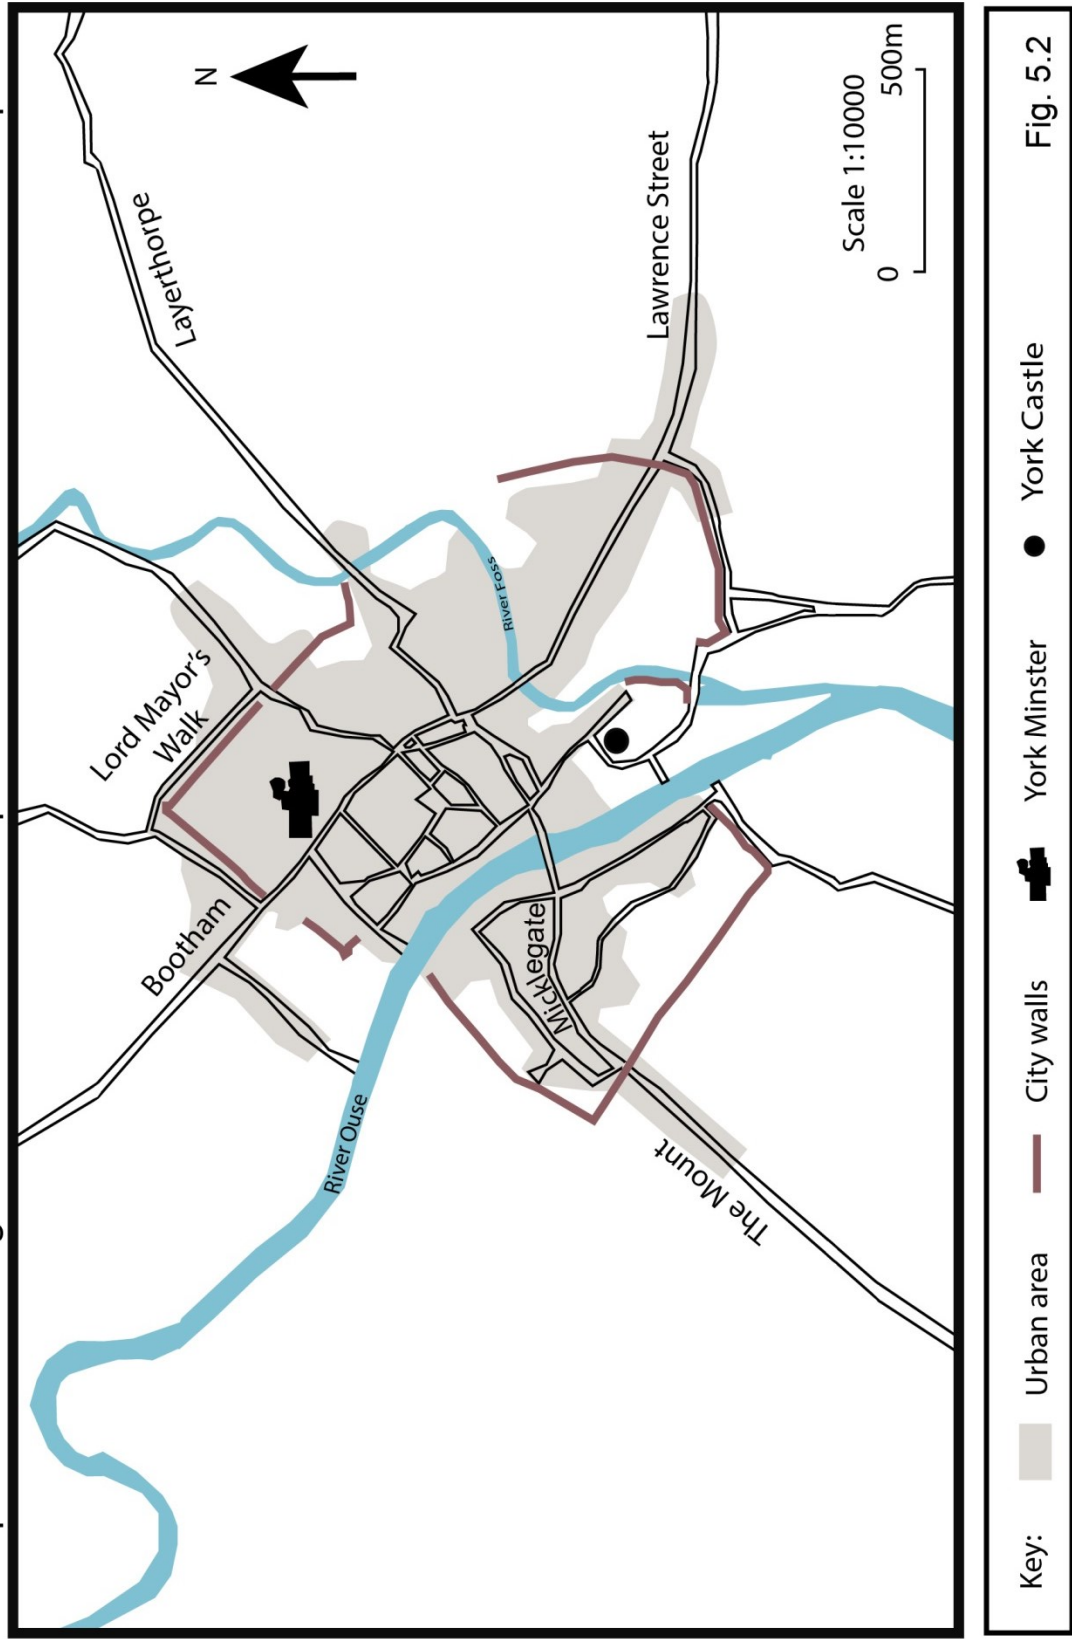 N
Layerthorpe
Lord Mayor's
Walk
Bootham
River Foss
Lawrence Street
Micklegate
River Ouse
The Mount
Scale 1:10000
0 500m
Key: Urban area City walls York Minster York Castle Fig. 5.2